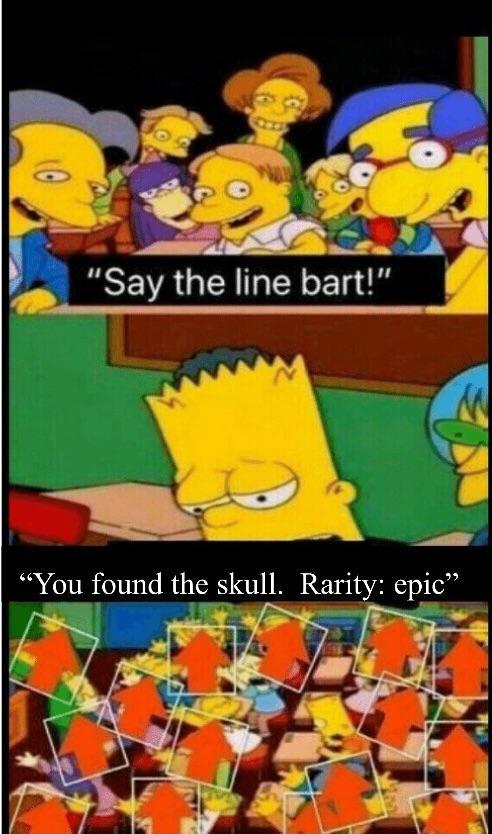 "Say the line bart!"
“You found the skull.  Rarity: epic”